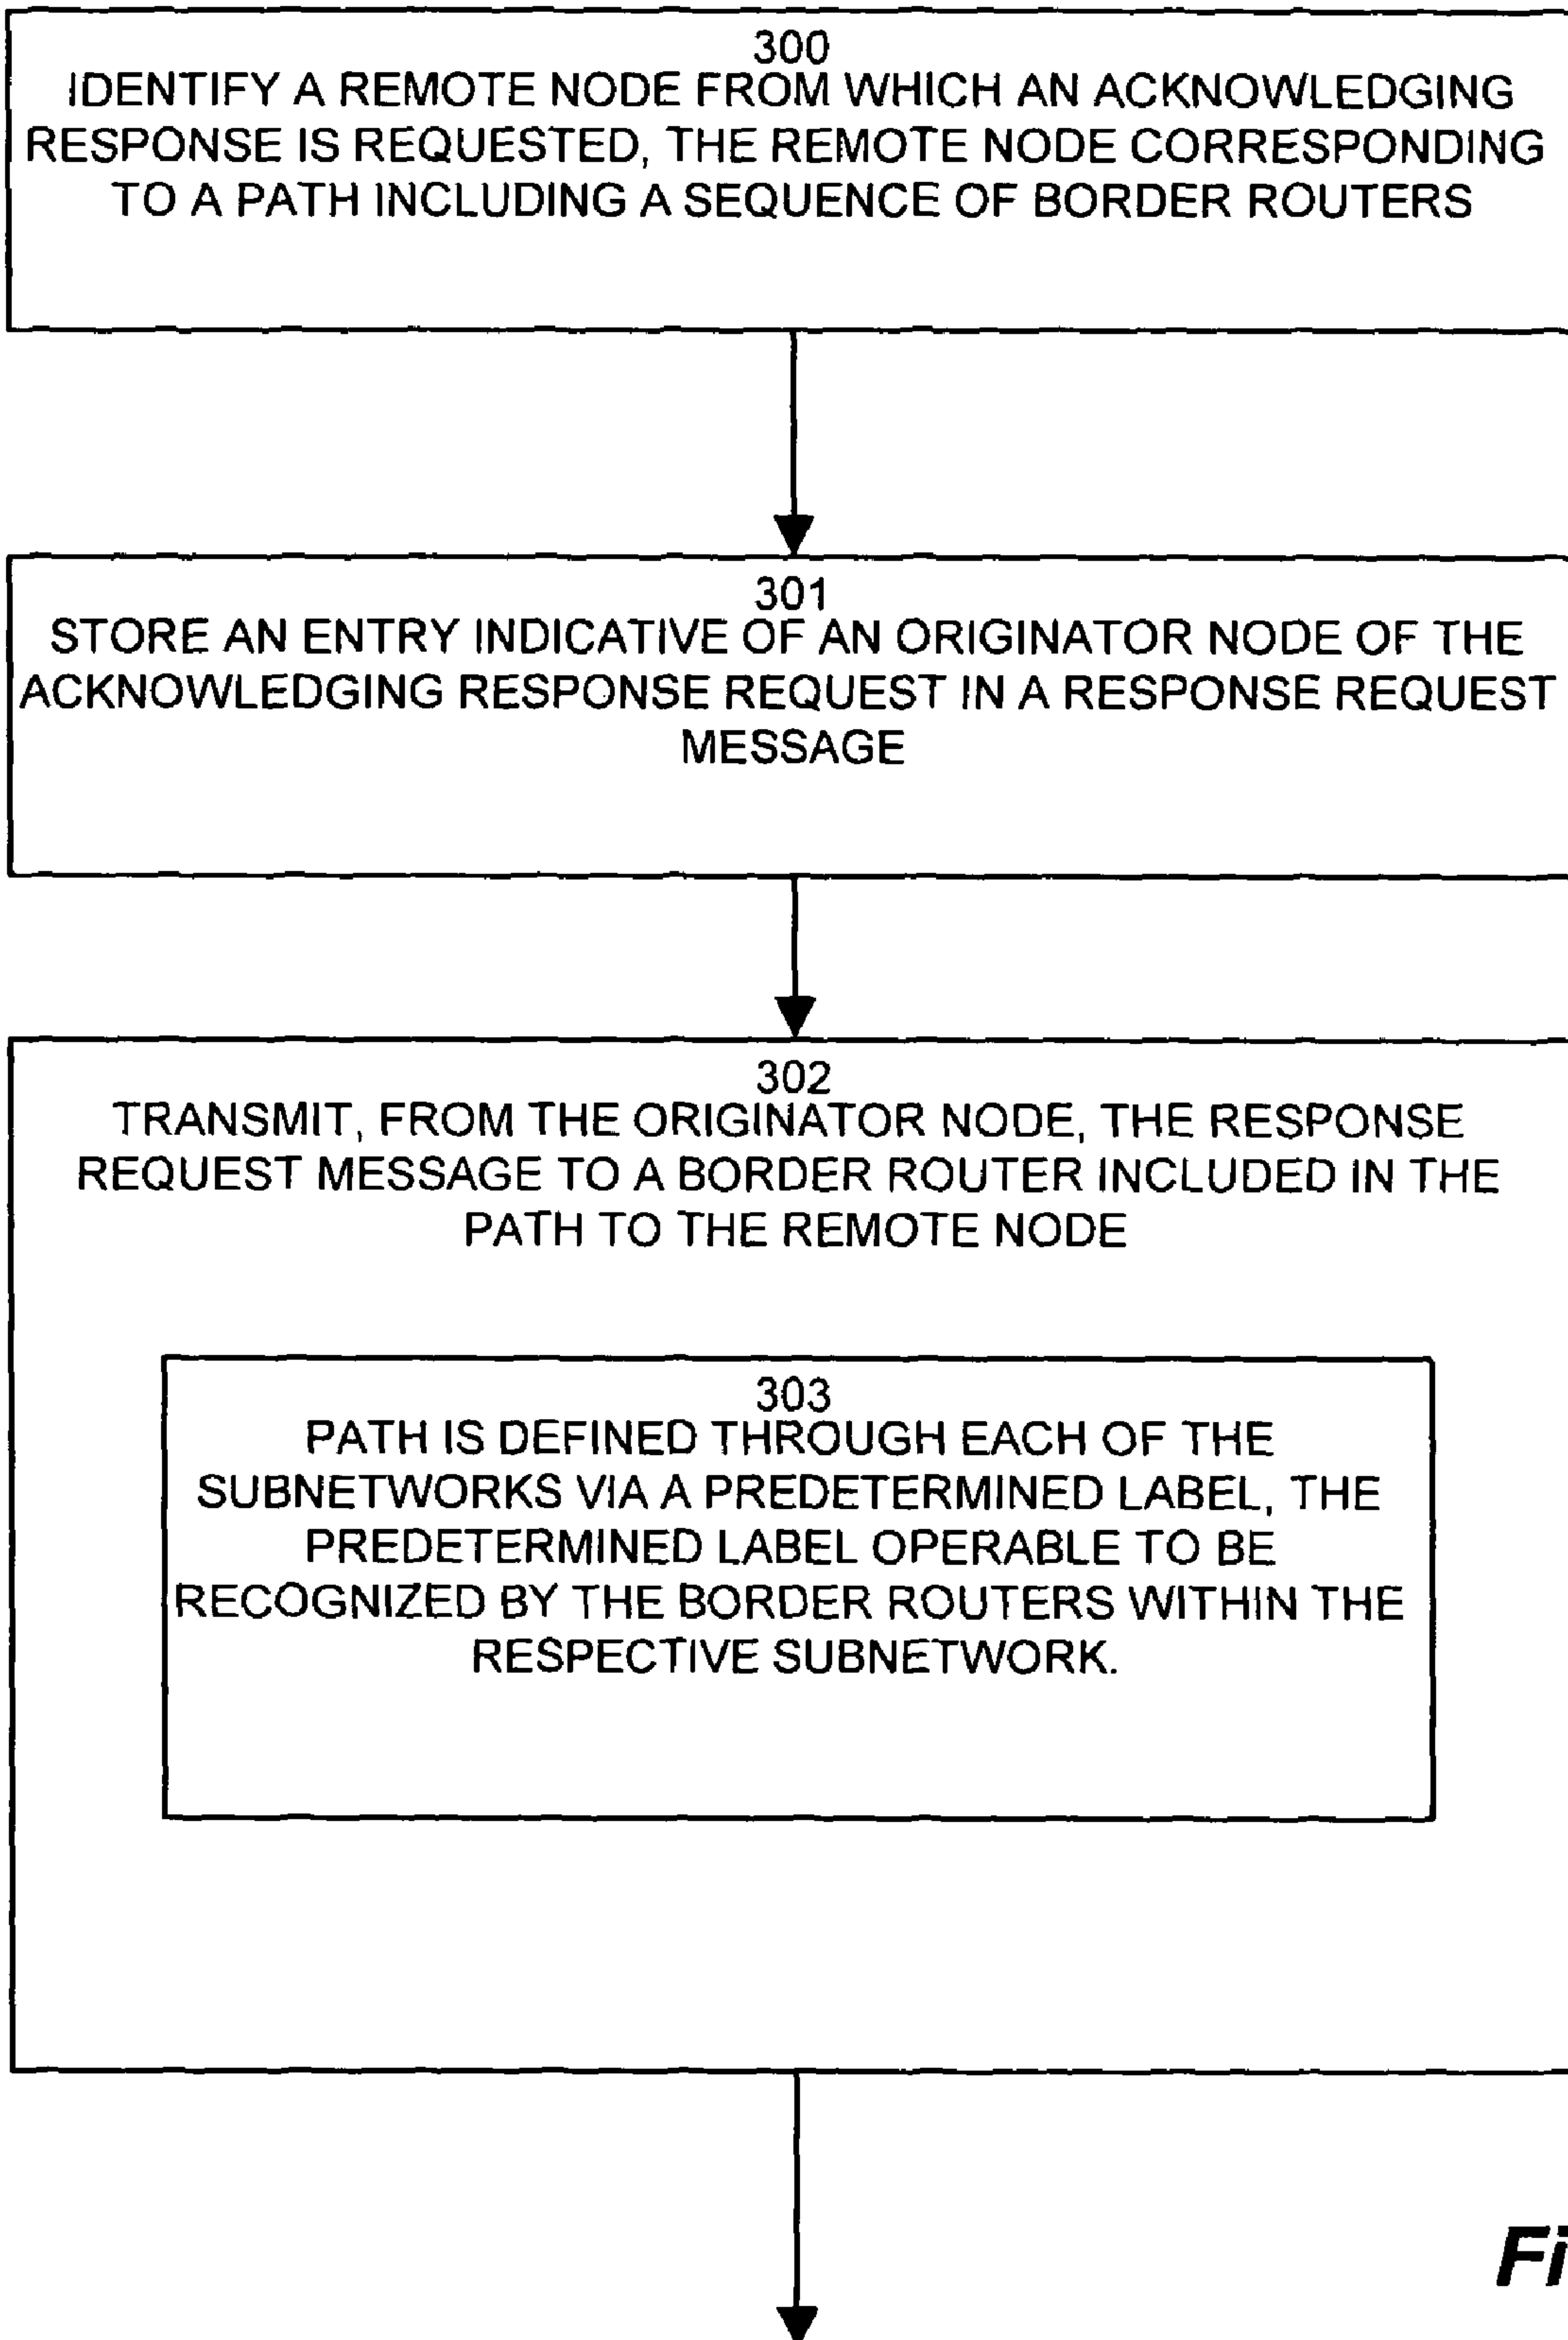 300
IDENTIFY A REMOTE NODE FROM WHICH AN ACKNOWLEDGING
RESPONSE IS REQUESTED, THE REMOTE NODE CORRESPONDING
TO A PATH INCLUDING A SEQUENCE OF BORDER ROUTERS
301
STORE AN ENTRY INDICATIVE OF AN ORIGINATOR NODE OF THE
ACKNOWLEDGING RESPONSE REQUEST IN A RESPONSE REQUEST
MESSAGE
302
TRANSMIT, FROM THE ORIGINATOR NODE, THE RESPONSE
REQUEST MESSAGE TO A BORDER ROUTER INCLUDED IN THE
PATH TO THE REMOTE NODE
303
PATH IS DEFINED THROUGH EACH OF THE
SUBNETWORKS VIA A PREDETERMINED LABEL, THE
PREDETERMINED LABEL OPERABLE TO BE
RECOGNIZED BY THE BORDER ROUTERS WITHIN THE
RESPECTIVE SUBNETWORK.